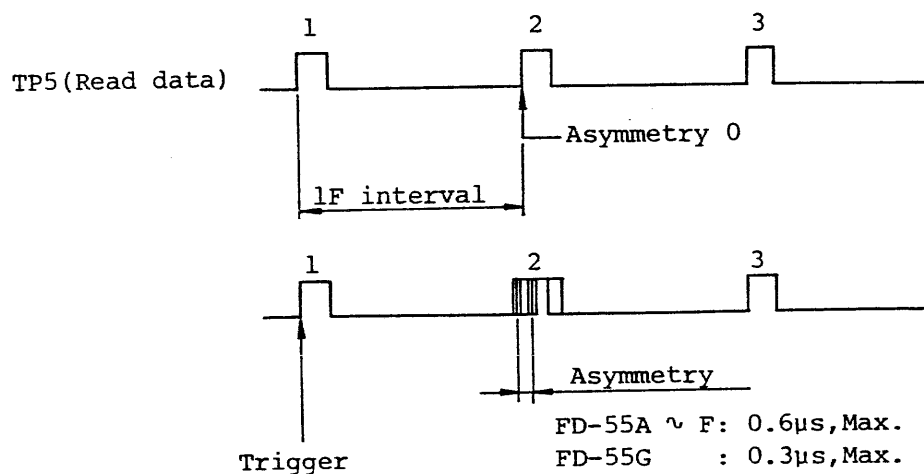 1 2 3
TP5(Read data)
Asymmetry 0
1F interval
1 2 3
Asymmetry
FD-55A ~ F: 0.6μs,Max.
Trigger FD-55G : 0.3μs,Max.